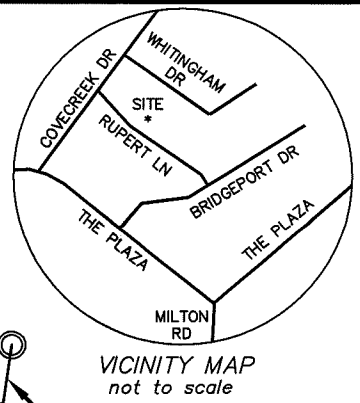 WHITINGHAM
DR
COVECREEK DR
SITE
*
RUPERT LN
BRIDGEPORT DR
THE PLAZA
THE PLAZA
MILTON
RD
VICINITY MAP
not to scale